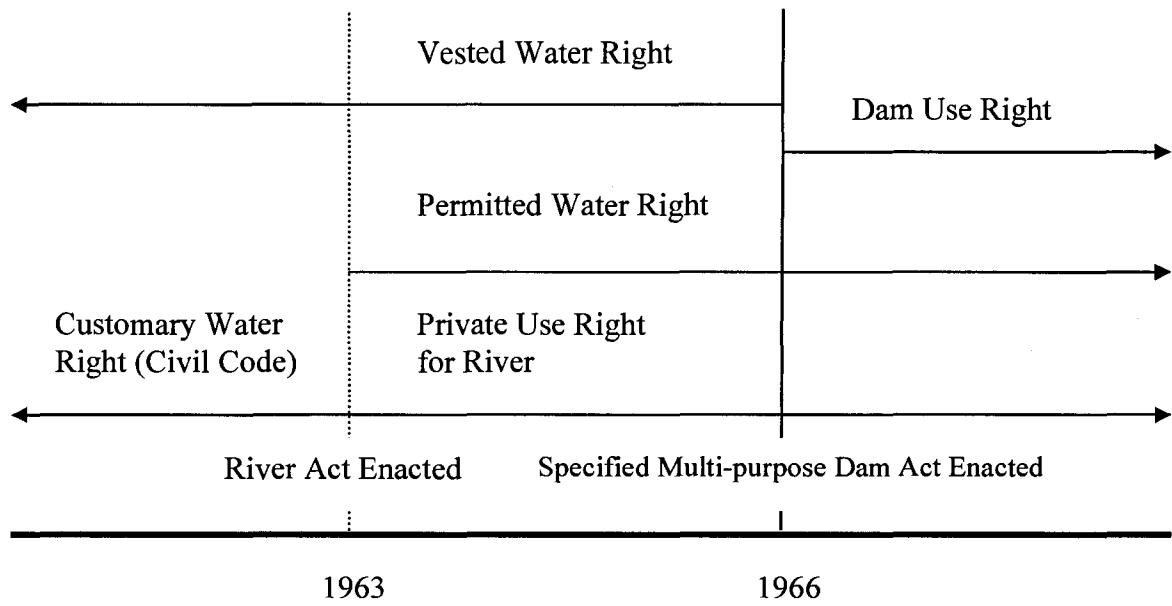 Vested Water Right
Dam Use Right
Permitted Water Right
Customary Water
Right (Civil Code)
Private Use Right
for River
River Act Enacted
Specified Multi-purpose Dam Act Enacted
1963
1966